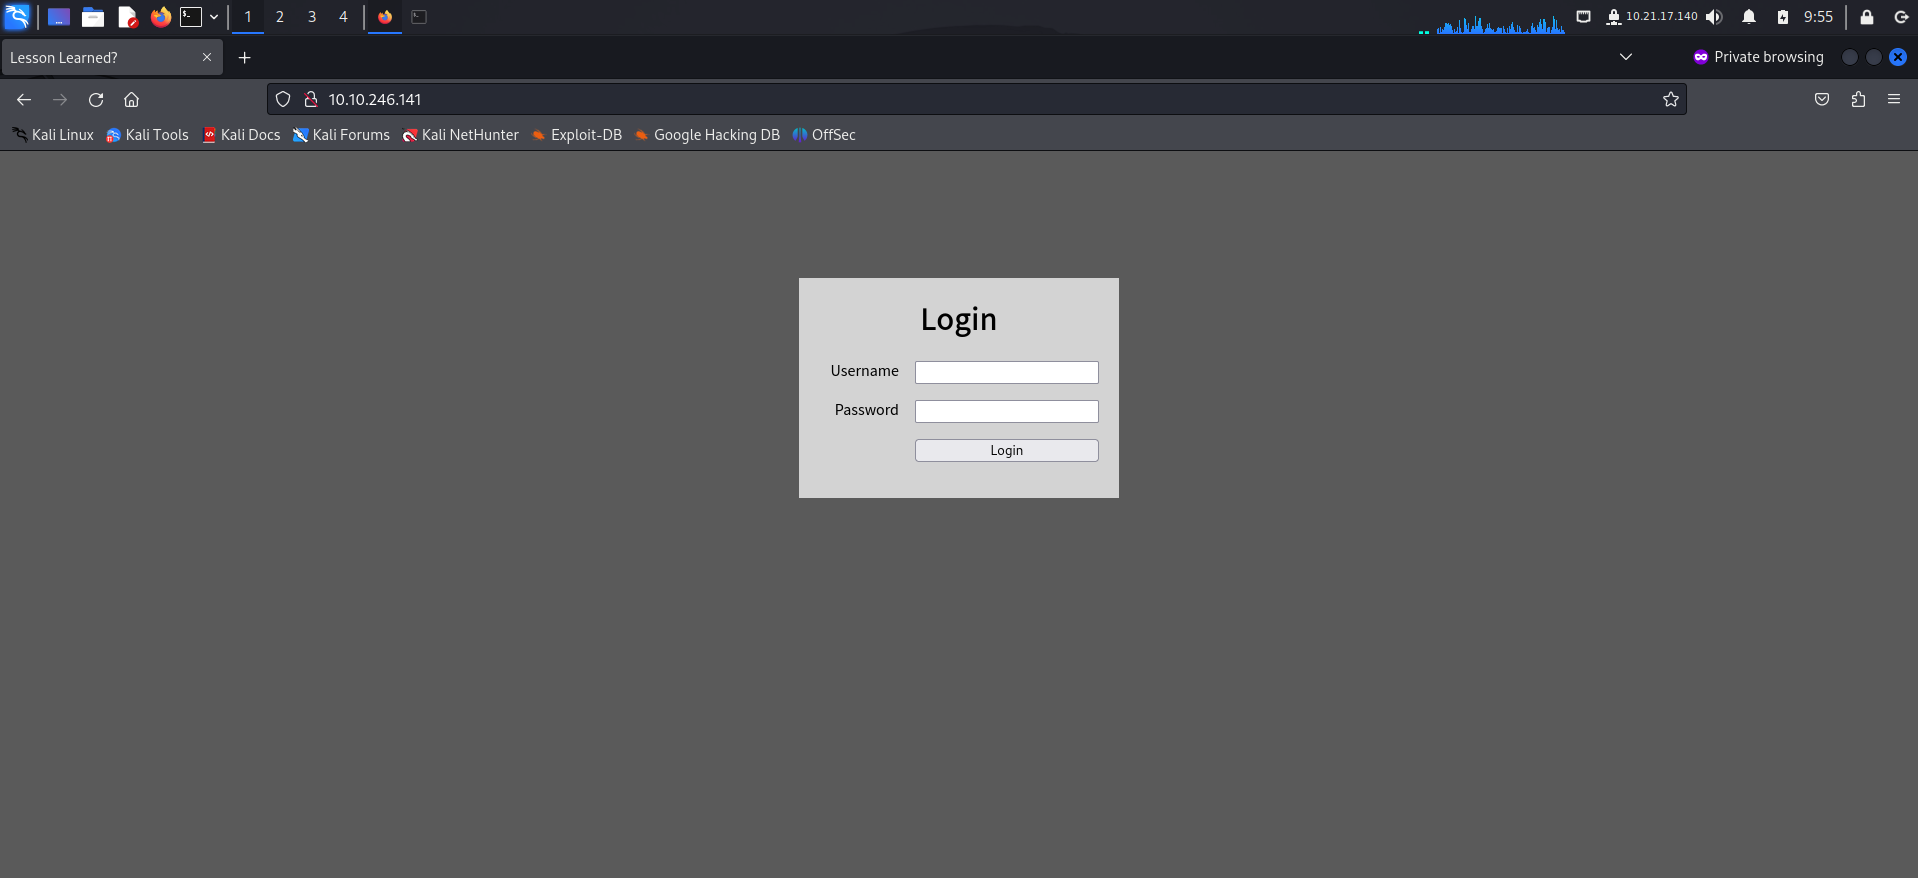 1 2 3 4 10.21.17.140 9:55
Lesson Learned? Private browsing
10.10.246.141
Kali Linux Kali Tools Kali Docs Kali Forums Kali NetHunter Exploit-DB Google Hacking DB OffSec
Login
Username
Password
Login